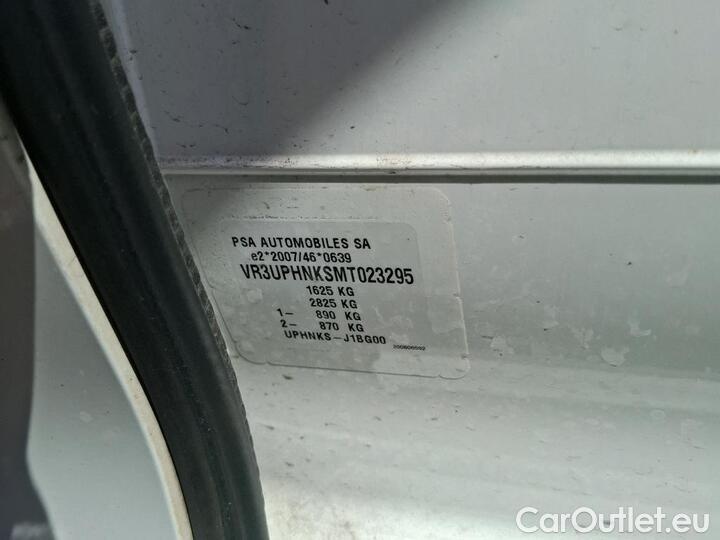 PSA AUTOMOBILES SA
e2*2007/46*0639
VR3UPHNKSMT023295
1625 KG
2825 KG
1– 890 KG
2– 870 KG
UPHNKS–J1BG00
CarOutlet.eu